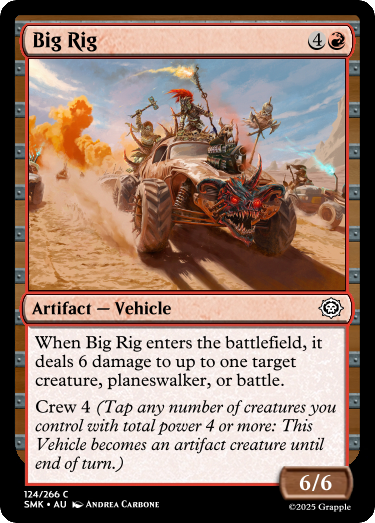 Big Rig 4
Artifact — Vehicle
When Big Rig enters the battlefield, it
deals 6 damage to up to one target
creature, planeswalker, or battle.
Crew 4 (Tap any number of creatures you
control with total power 4 or more: This
Vehicle becomes an artifact creature until
end of turn.)
6/6
124/266 C
SMK • AU Andrea Carbone
©2025 Grapple